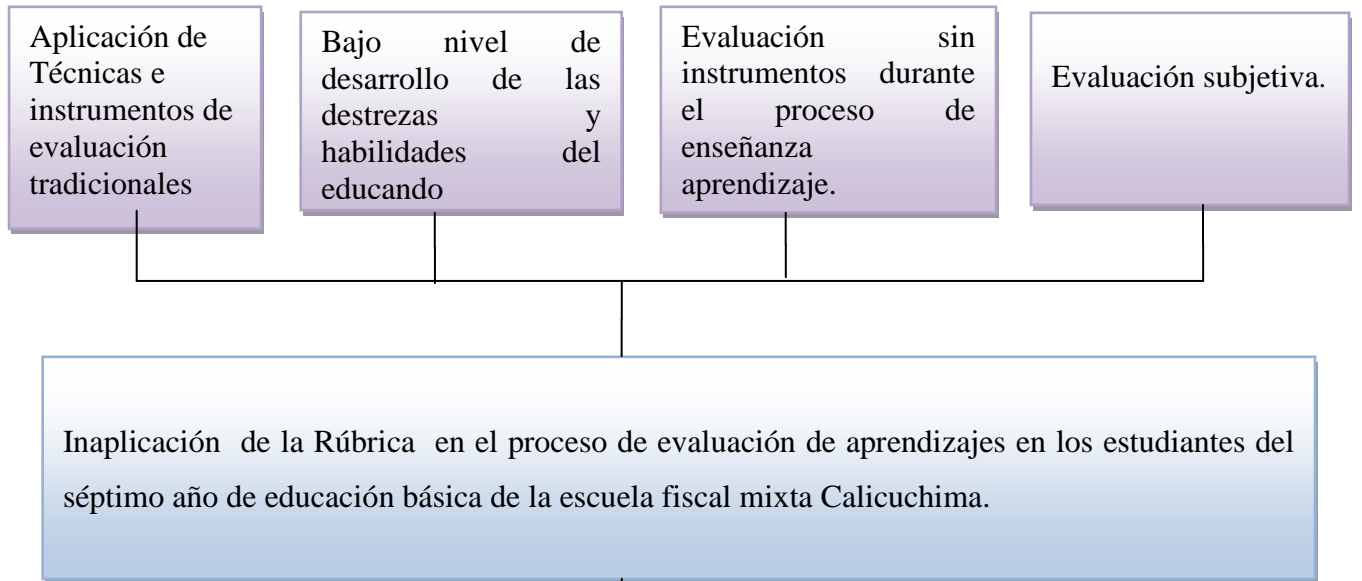 Aplicación de
Técnicas e
instrumentos de
evaluación
tradicionales
Bajo nivel de
desarrollo de las
destrezas y
habilidades del
educando
Evaluación sin
instrumentos durante
el proceso de
enseñanza
aprendizaje.
Evaluación subjetiva.
Inaplicación de la Rúbrica en el proceso de evaluación de aprendizajes en los estudiantes del
séptimo año de educación básica de la escuela fiscal mixta Calicuchima.